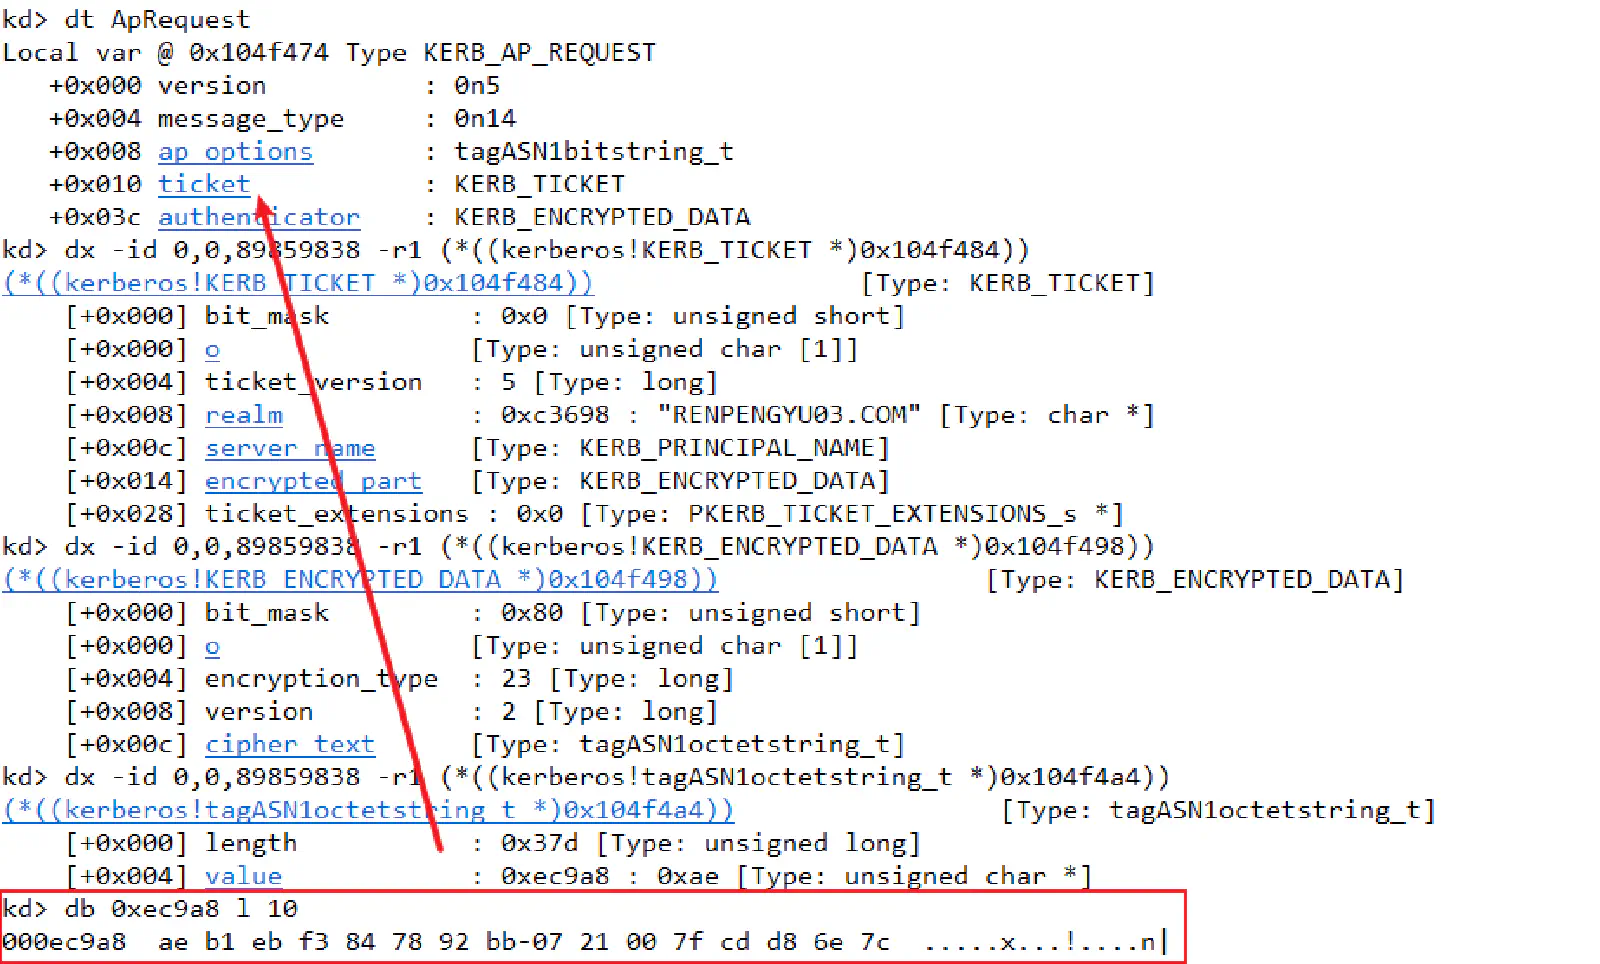 kd> dt ApRequest
Local var @ 0x104f474 Type KERB_AP_REQUEST
   +0x000 version          : 0n5
   +0x004 message_type     : 0n14
   +0x008 ap_options       : tagASN1bitstring_t
   +0x010 ticket           : KERB_TICKET
   +0x03c authenticator    : KERB_ENCRYPTED_DATA
kd> dx -id 0,0,89859838 -r1 (*((kerberos!KERB_TICKET *)0x104f484))
(*((kerberos!KERB_TICKET *)0x104f484))                 [Type: KERB_TICKET]
    [+0x000] bit_mask         : 0x0 [Type: unsigned short]
    [+0x000] o                [Type: unsigned char [1]]
    [+0x004] ticket_version   : 5 [Type: long]
    [+0x008] realm            : 0xc3698 : "RENPENGYU03.COM" [Type: char *]
    [+0x00c] server_name      [Type: KERB_PRINCIPAL_NAME]
    [+0x014] encrypted_part   [Type: KERB_ENCRYPTED_DATA]
    [+0x028] ticket_extensions : 0x0 [Type: PKERB_TICKET_EXTENSIONS_s *]
kd> dx -id 0,0,89859838 -r1 (*((kerberos!KERB_ENCRYPTED_DATA *)0x104f498))
(*((kerberos!KERB_ENCRYPTED_DATA *)0x104f498))                 [Type: KERB_ENCRYPTED_DATA]
    [+0x000] bit_mask         : 0x80 [Type: unsigned short]
    [+0x000] o                [Type: unsigned char [1]]
    [+0x004] encryption_type  : 23 [Type: long]
    [+0x008] version          : 2 [Type: long]
    [+0x00c] cipher_text      [Type: tagASN1octetstring_t]
kd> dx -id 0,0,89859838 -r1 (*((kerberos!tagASN1octetstring_t *)0x104f4a4))
(*((kerberos!tagASN1octetstring_t *)0x104f4a4))                 [Type: tagASN1octetstring_t]
    [+0x000] length           : 0x37d [Type: unsigned long]
    [+0x004] value            : 0xec9a8 : 0xae [Type: unsigned char *]
kd> db 0xec9a8 l 10
000ec9a8  ae b1 eb f3 84 78 92 bb-07 21 00 7f cd d8 6e 7c  .....x...!....n|